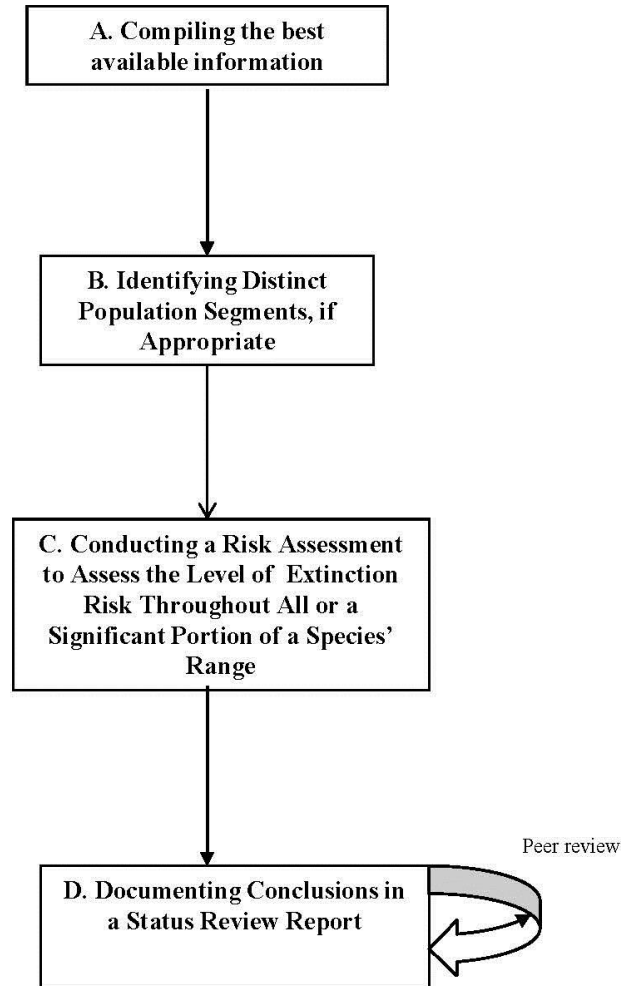 A. Compiling the best
available information
B. Identifying Distinct
Population Segments, if
Appropriate
C. Conducting a Risk Assessment
to Assess the Level of Extinction
Risk Throughout All or a
Significant Portion of a Species’
Range
Peer review
D. Documenting Conclusions in
a Status Review Report